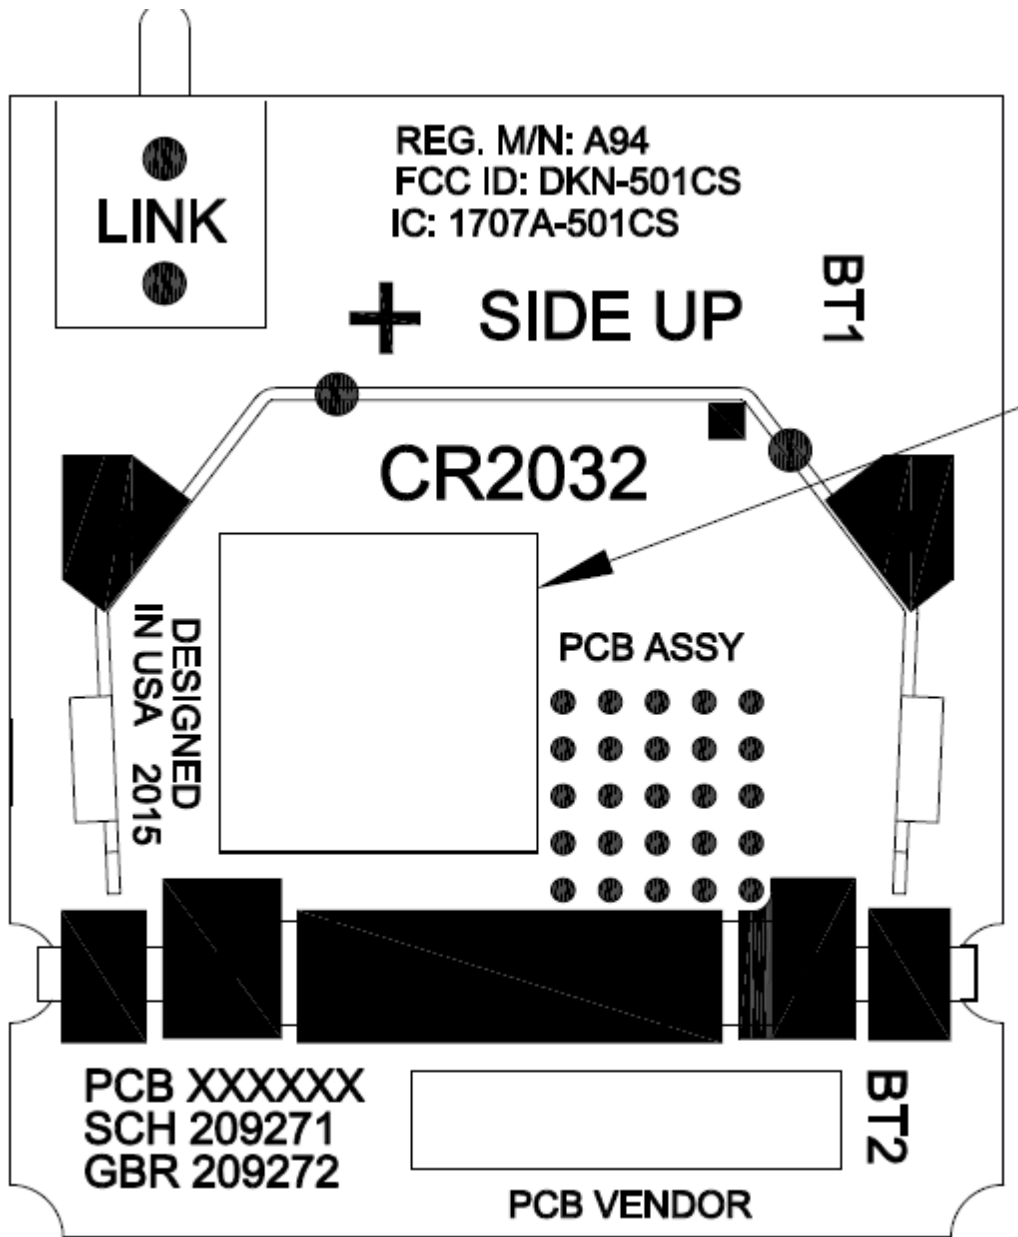 REG. M/N: A94
FCC ID: DKN-501CS
IC: 1707A-501CS
LINK
+ SIDE UP
BT1
CR2032
DESIGNED
IN USA 2015
PCB ASSY
PCB XXXXXX
SCH 209271
GBR 209272
BT2
PCB VENDOR